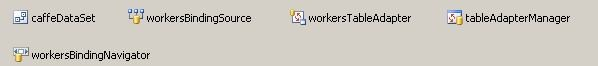 caffeDataSet workersBindingSource workersTableAdapter tableAdapterManager
workersBindingNavigator